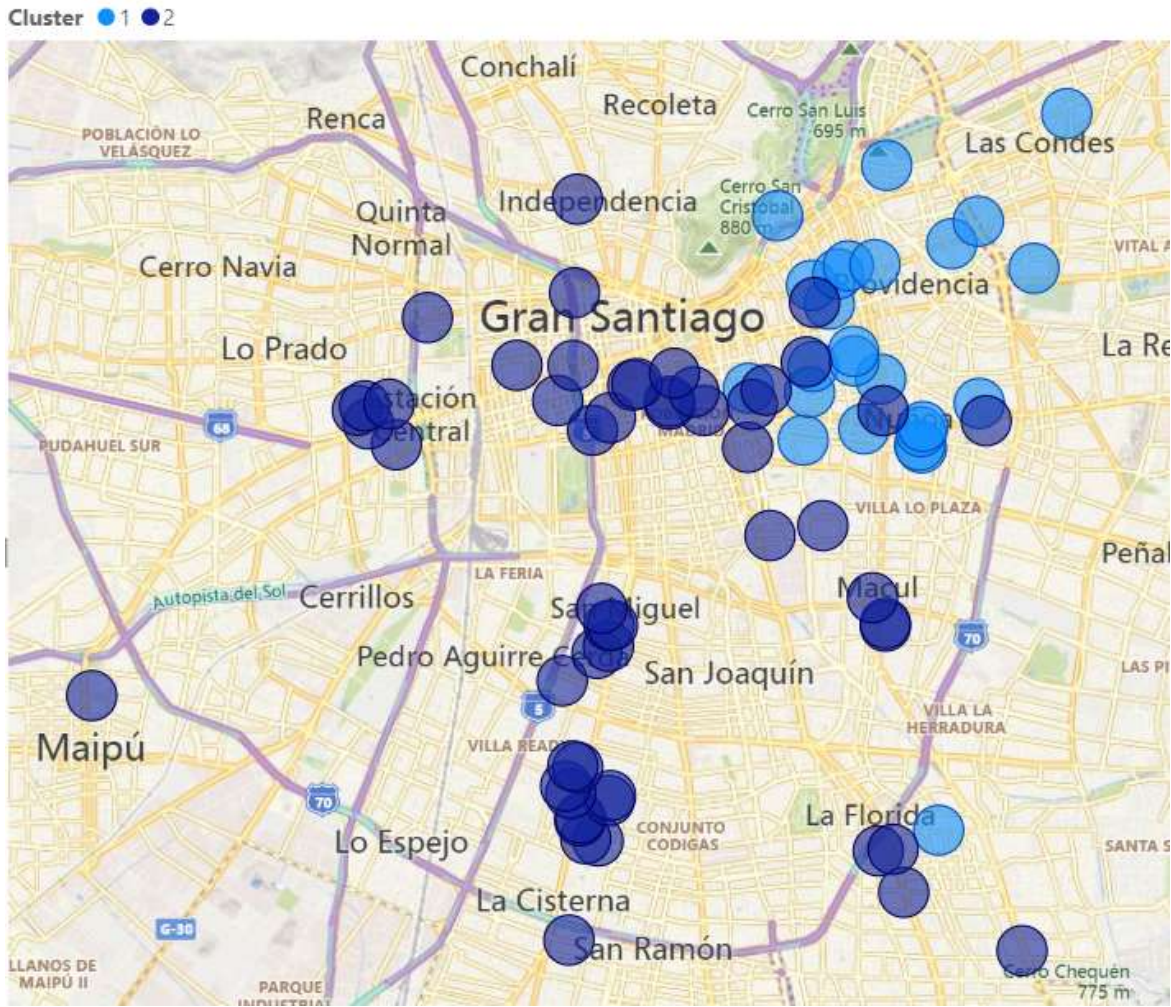 Cluster 1 2
Conchalí
Recoleta
Renca
Cerro San Luis
695 m
Las Condes
POBLACIÓN LO
VELÁSQUEZ
Cerro San
Cristobal
880 m
Independencia
Quinta
Normal
VITAL A
Cerro Navia
Providencia
Gran Santiago
Lo Prado
La Re
Estación
Central
68
PUDAHUEL SUR
MADRID
Ñuñoa
VILLA LO PLAZA
Peñal
LA FERIA
Autopista del Sol
Cerrillos
Macul
San Miguel
70
Pedro Aguirre Cerda
San Joaquín
LAS PI
5
VILLA LA
HERRADURA
Maipú
VILLA READ
70
La Florida
Lo Espejo
CONJUNTO
CODIGAS
SANTA S
La Cisterna
G-30
San Ramón
LLANOS DE
MAIPÚ II
Cerro Chequén
775 m
PARQUE
INDUSTRIAL